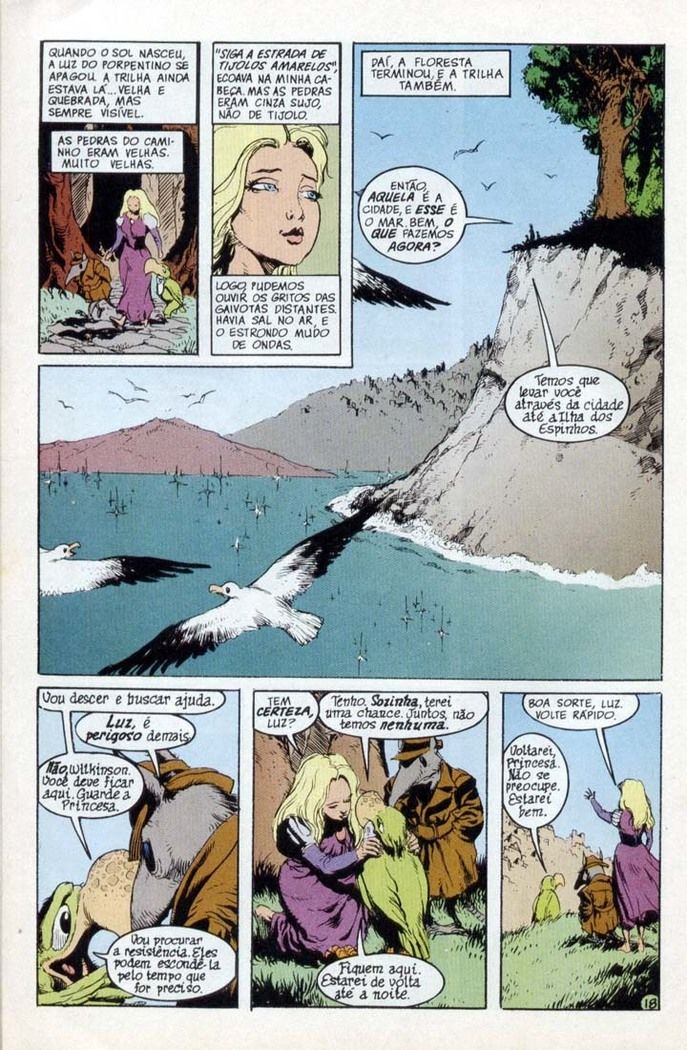 QUANDO O SOL NASCEU,
A LUZ DO PORPENTINO SE
APAGOU. A TRILHA AINDA
ESTAVA LÁ... VELHA E
QUEBRADA, MAS
SEMPRE VISÍVEL.
AS PEDRAS DO CAMI-
NHO ERAM VELHAS.
MUITO VELHAS.
"SIGA A ESTRADA DE
TIJOLOS AMARELOS",
ECOAVA NA MINHA CA-
BEÇA. MAS AS PEDRAS
ERAM CINZA SUJO,
NÃO DE TIJOLO.
LOGO, PUDEMOS
OUVIR OS GRITOS DAS
GAIVOTAS DISTANTES.
HAVIA SAL NO AR, E
O ESTRONDO MUDO
DE ONDAS.
DAÍ, A FLORESTA
TERMINOU, E A TRILHA
TAMBÉM.
ENTÃO,
AQUELA É A
CIDADE, E ESSE É
O MAR. BEM, O
QUE FAZEMOS
AGORA?
Temos que
levar você
através da cidade
até a Ilha dos
Espinhos.
Vou descer e buscar ajuda.
Luz, é
perigoso demais.
Não, Wilkinson.
Você deve ficar
aqui. Guarde a
Princesa.
Vou procurar
a resistência. Eles
podem escondê-la
pelo tempo que
for preciso.
TEM
CERTEZA,
LUZ?
Tenho. Sozinha, terei
uma chance. Juntos, não
temos nenhuma.
Fiquem aqui.
Estarei de volta
até a noite.
BOA SORTE, LUZ.
VOLTE RÁPIDO.
Voltarei,
Princesa.
Não se
preocupe.
Estarei
bem.
18